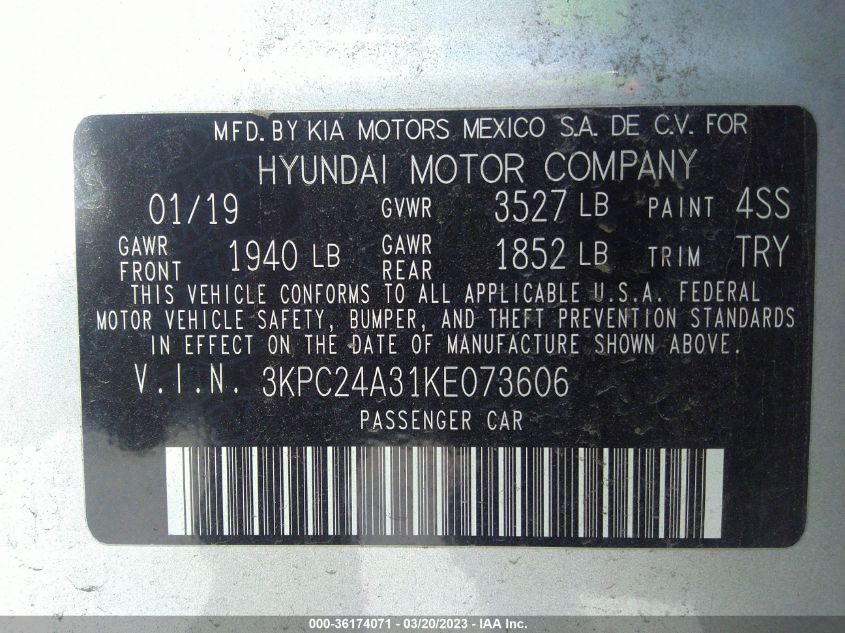 MFD. BY KIA MOTORS MEXICO S.A. DE C.V. FOR
HYUNDAI MOTOR COMPANY
01/19 GVWR 3527 LB PAINT 4SS
GAWR FRONT 1940 LB GAWR REAR 1852 LB TRIM TRY
THIS VEHICLE CONFORMS TO ALL APPLICABLE U.S.A. FEDERAL
MOTOR VEHICLE SAFETY, BUMPER, AND THEFT PREVENTION STANDARDS
IN EFFECT ON THE DATE OF MANUFACTURE SHOWN ABOVE.
V.I.N. 3KPC24A31KE073606
PASSENGER CAR
000-36174071 - 03/20/2023 - IAA Inc.